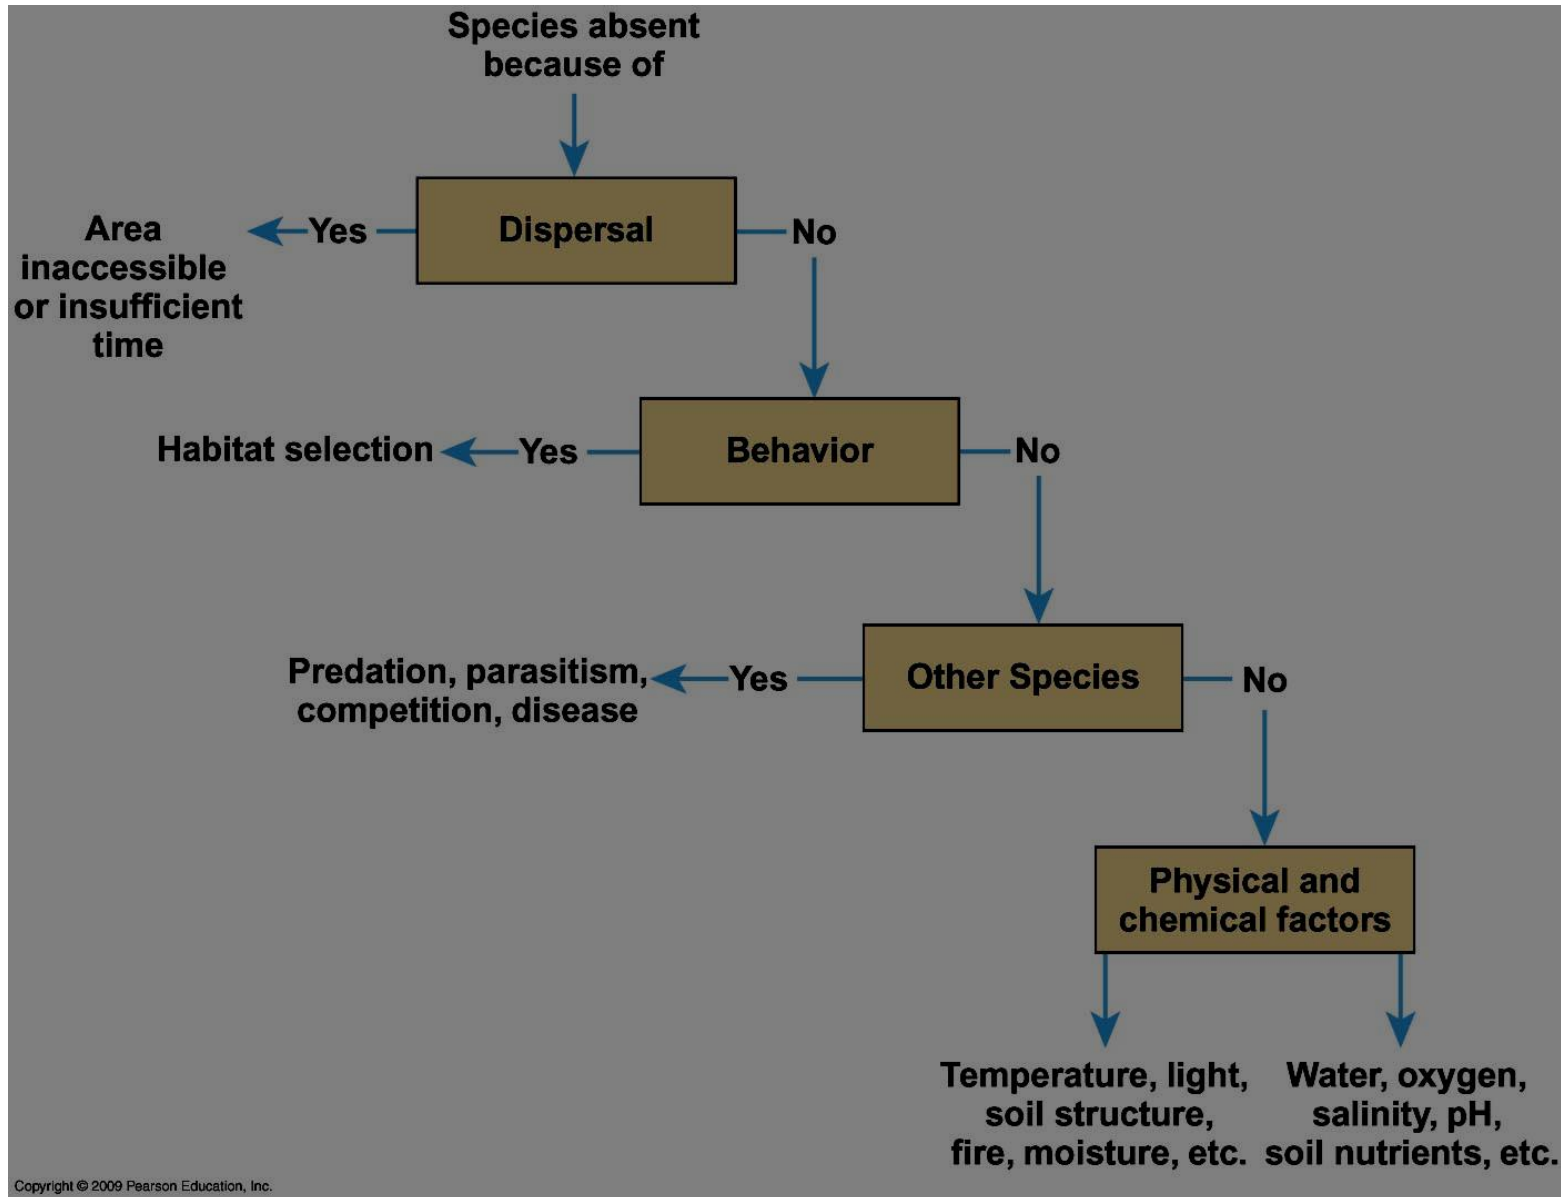 Species absent
because of
Yes
Dispersal
No
Area
inaccessible
or insufficient
time
Habitat selection
Yes
Behavior
No
Predation, parasitism,
competition, disease
Yes
Other Species
No
Physical and
chemical factors
Temperature, light,
soil structure,
fire, moisture, etc.
Water, oxygen,
salinity, pH,
soil nutrients, etc.
Copyright © 2009 Pearson Education, Inc.